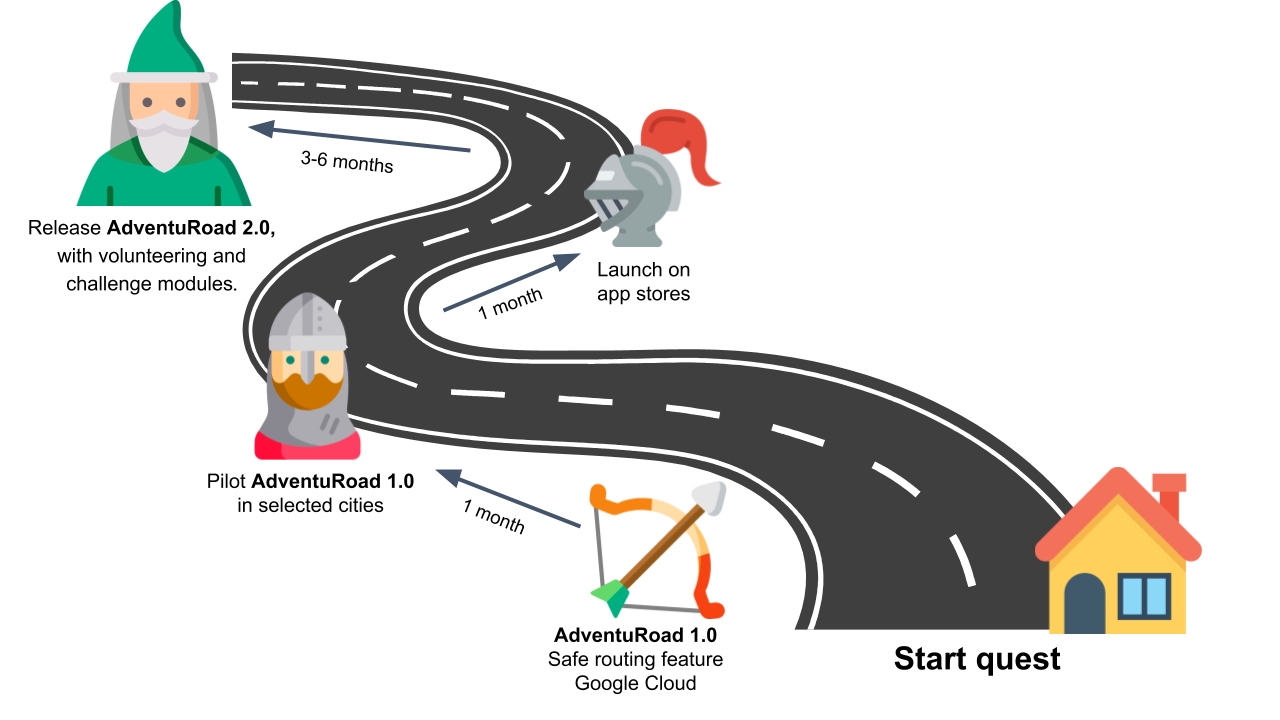 3-6 months
Release AdventuRoad 2.0,
with volunteering and
challenge modules.
Launch on
app stores
1 month
Pilot AdventuRoad 1.0
in selected cities
1 month
AdventuRoad 1.0
Safe routing feature
Google Cloud
Start quest